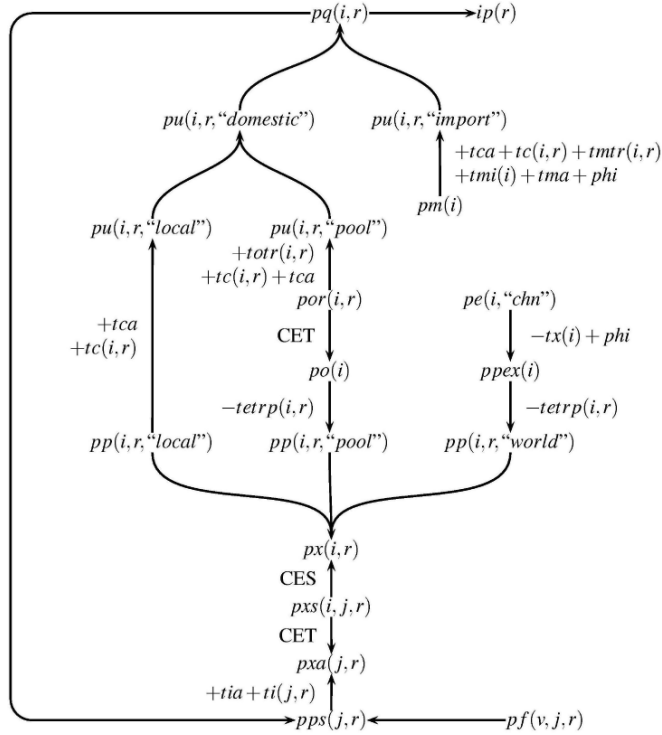 pq(i,r) ip(r)
pu(i,r,“domestic”) pu(i,r,“import”)
+tca+tc(i,r)+tmtr(i,r)
+tmi(i)+tma+phi
pm(i)
pu(i,r,“local”) pu(i,r,“pool”)
+totr(i,r)
+tc(i,r)+tca
por(i,r) pe(i,“chn”)
+tca
+tc(i,r)
CET −tx(i)+phi
po(i) ppex(i)
−tetrp(i,r) −tetrp(i,r)
pp(i,r,“local”) pp(i,r,“pool”) pp(i,r,“world”)
px(i,r)
CES
pxs(i,j,r)
CET
pxa(j,r)
+tia+ti(j,r)
pps(j,r) pf(v,j,r)